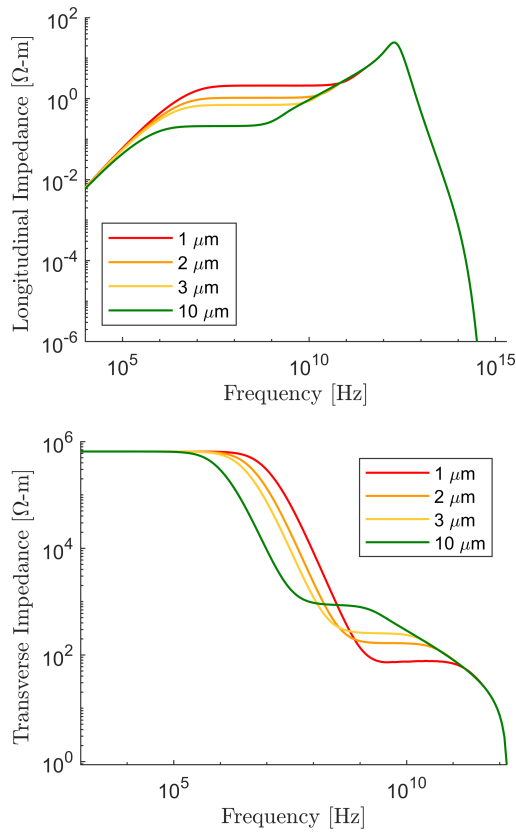 Longitudinal Impedance [Ω-m]
10^2
10^0
10^-2
10^-4
10^-6
1 μm
2 μm
3 μm
10 μm
10^5
10^10
10^15
Frequency [Hz]
Transverse Impedance [Ω-m]
10^6
10^4
10^2
10^0
1 μm
2 μm
3 μm
10 μm
10^5
10^10
Frequency [Hz]